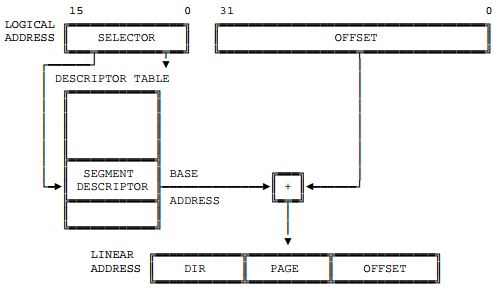 15 0 31 0
LOGICAL
ADDRESS
SELECTOR
OFFSET
DESCRIPTOR TABLE
SEGMENT
DESCRIPTOR
BASE
ADDRESS
+
LINEAR
ADDRESS
DIR PAGE OFFSET